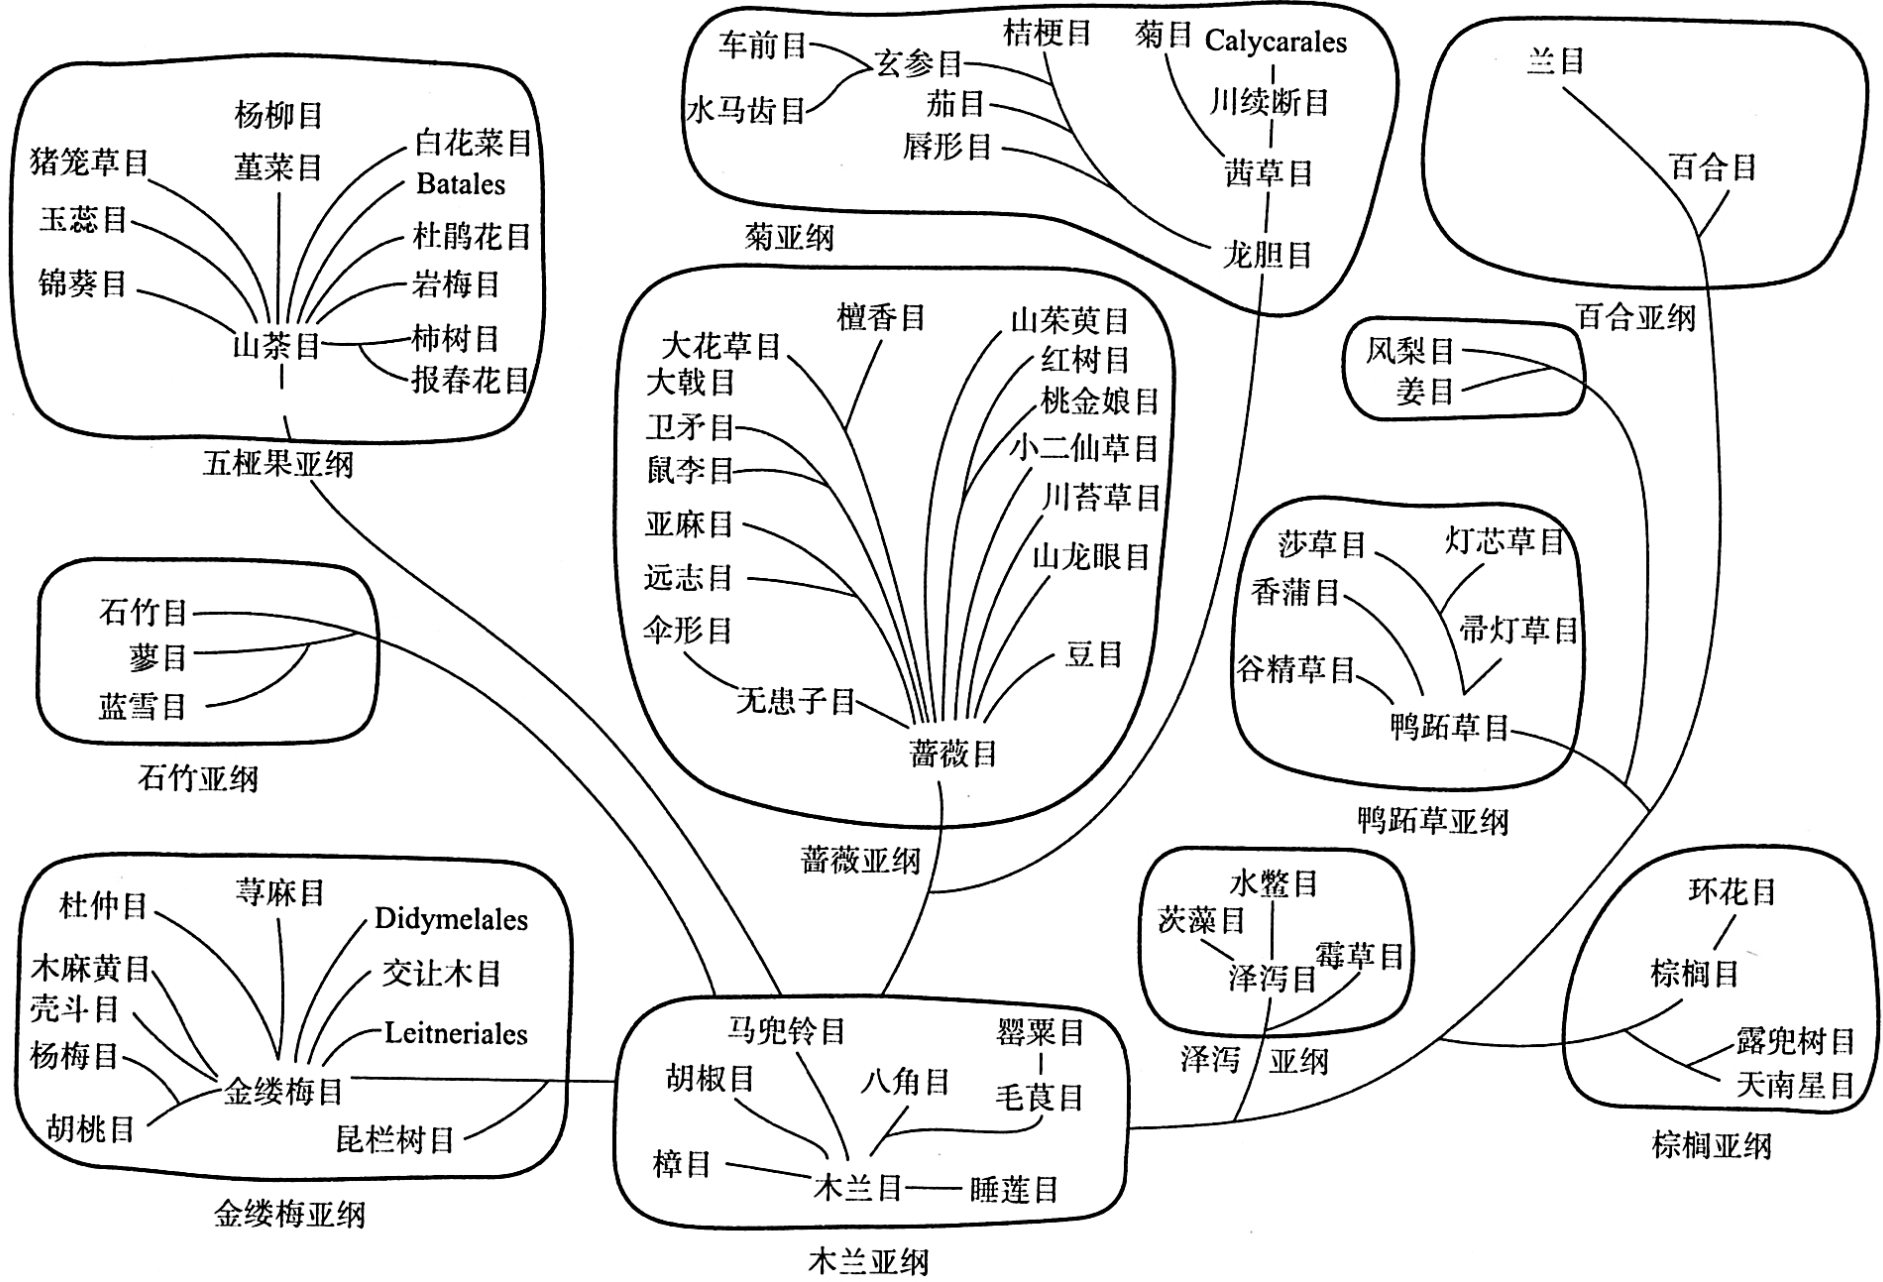 杨柳目
猪笼草目
堇菜目
白花菜目
Batales
玉蕊目
杜鹃花目
锦葵目
岩梅目
山茶目
柿树目
报春花目
五桠果亚纲
车前目
玄参目
桔梗目
菊目
Calycarales
水马齿目
茄目
川续断目
唇形目
茜草目
龙胆目
菊亚纲
兰目
百合目
百合亚纲
风梨目
姜目
檀香目
山茱萸目
大花草目
红树目
大戟目
桃金娘目
卫矛目
小二仙草目
鼠李目
川苔草目
亚麻目
山龙眼目
远志目
伞形目
豆目
无患子目
蔷薇目
蔷薇亚纲
石竹目
蓼目
蓝雪目
石竹亚纲
莎草目
灯芯草目
香蒲目
帚灯草目
谷精草目
鸭跖草目
鸭跖草亚纲
杜仲目
荨麻目
Didymelales
木麻黄目
交让木目
壳斗目
Leitneriales
杨梅目
金缕梅目
胡桃目
昆栏树目
金缕梅亚纲
马兜铃目
罂粟目
胡椒目
八角目
毛茛目
樟目
木兰目
睡莲目
木兰亚纲
水鳖目
茨藻目
泽泻目
霉草目
泽泻 亚纲
环花目
棕榈目
露兜树目
天南星目
棕榈亚纲